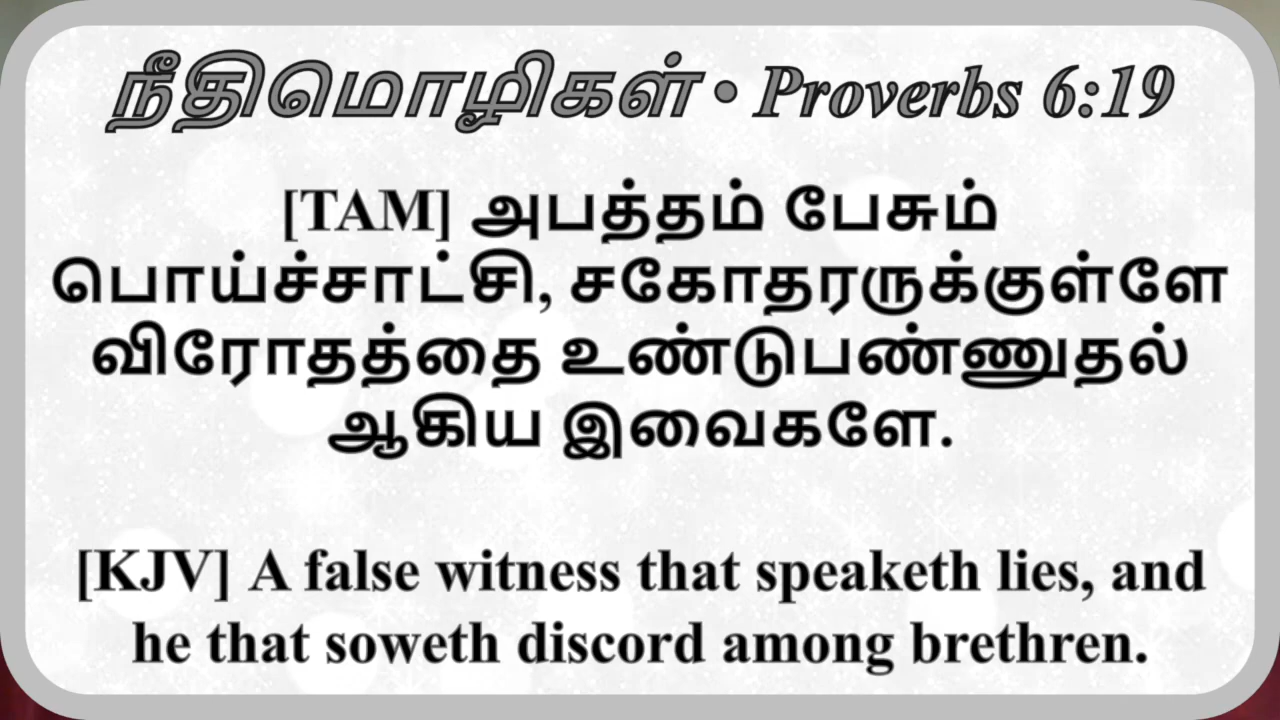 நீதிமொழிகள் • Proverbs 6:19
[TAM] அபத்தம் பேசும்
பொய்ச்சாட்சி, சகோதரருக்குள்ளே
விரோதத்தை உண்டுபண்ணுதல்
ஆகிய இவைகளே.
[KJV] A false witness that speaketh lies, and
he that soweth discord among brethren.